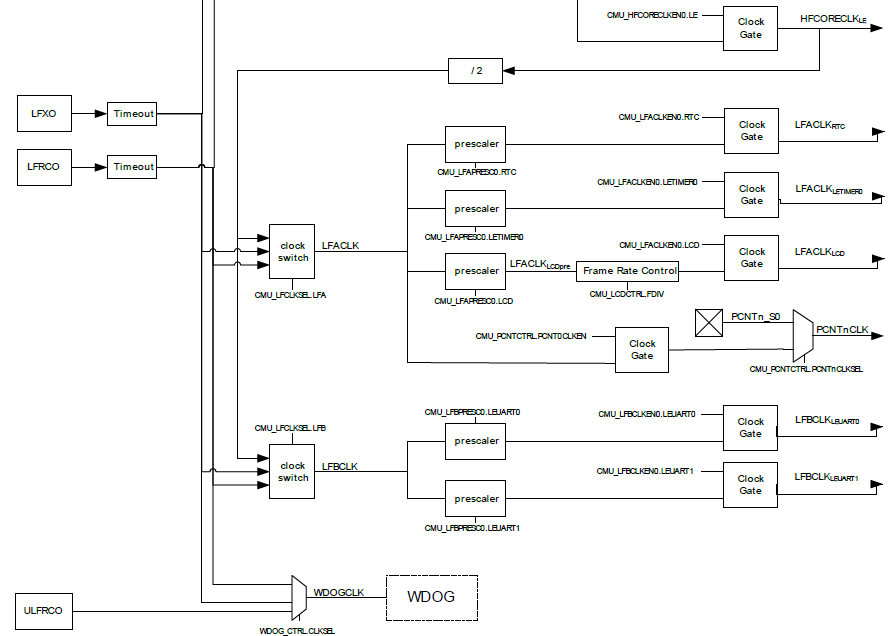 CMU_HFCORECLKEN0.LE
Clock
Gate
HFCORECLKLE
/ 2
LFXO
Timeout
CMU_LFACLKEN0.RTC
Clock
Gate
LFACLKRTC
prescaler
CMU_LFAPRESC0.RTC
LFRCO
Timeout
CMU_LFACLKEN0.LETIMER0
Clock
Gate
LFACLKLETIMER0
prescaler
CMU_LFAPRESC0.LETIMER0
clock
switch
LFACLK
CMU_LFCLKSEL.LFA
CMU_LFACLKEN0.LCD
Clock
Gate
LFACLKLCD
prescaler
LFACLKLCDpre
Frame Rate Control
CMU_LFAPRESC0.LCD
CMU_LCDCTRL.FDIV
PCNTn_S0
PCNTnCLK
CMU_PCNTCTRL.PCNT0CLKEN
Clock
Gate
CMU_PCNTCTRL.PCNTnCLKSEL
CMU_LFBPRESC0.LEUART0
prescaler
CMU_LFBCLKEN0.LEUART0
Clock
Gate
LFBCLKLEUART0
CMU_LFCLKSEL.LFB
clock
switch
LFBCLK
CMU_LFBCLKEN0.LEUART1
Clock
Gate
LFBCLKLEUART1
prescaler
CMU_LFBPRESC0.LEUART1
ULFRCO
WDOGCLK
WDOG
WDOG_CTRL.CLKSEL